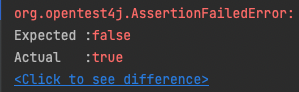 org.opentest4j.AssertionFailedError:
Expected :false
Actual   :true
<Click to see difference>